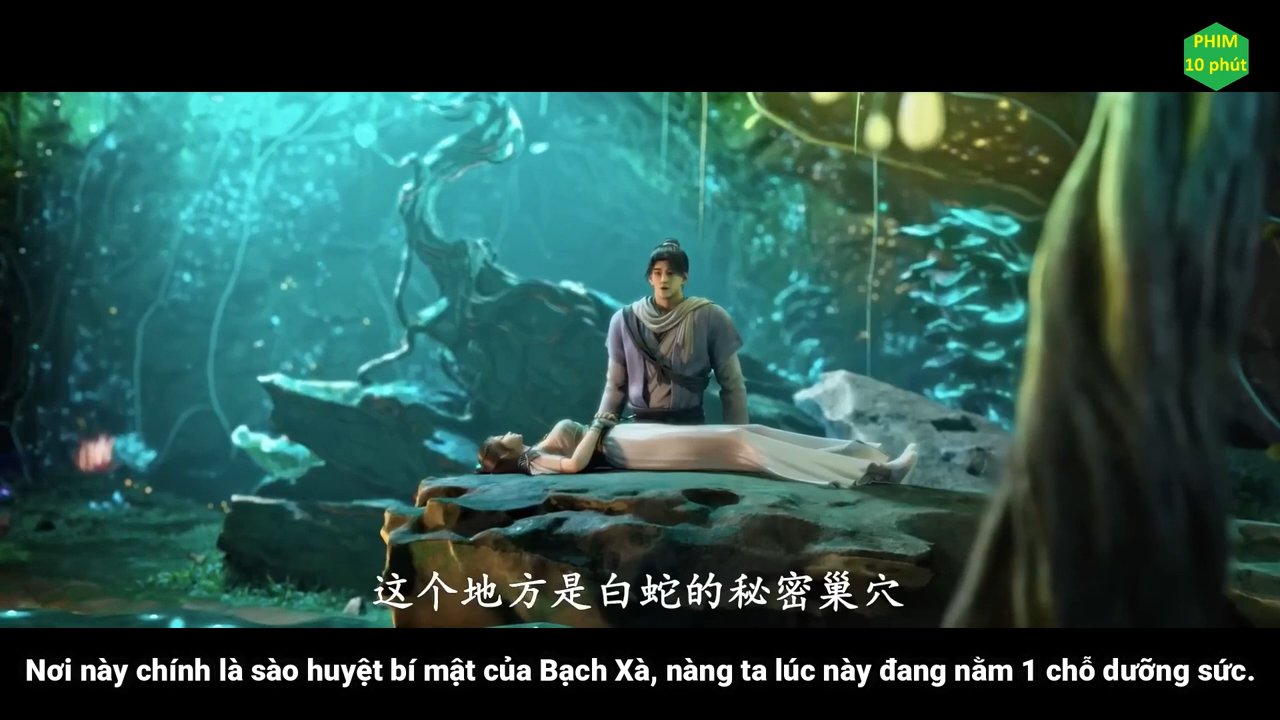 PHIM
10 phút
这个地方是白蛇的秘密巢穴
Nơi này chính là sào huyệt bí mật của Bạch Xà, nàng ta lúc này đang nằm 1 chỗ dưỡng sức.